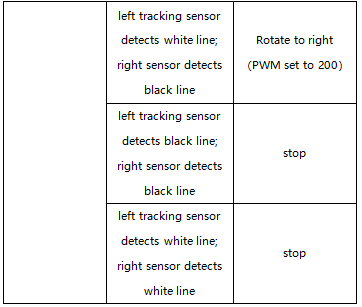 left tracking sensor
detects white line;
right sensor detects
black line
Rotate to right
(PWM set to 200)
left tracking sensor
detects black line;
right sensor detects
black line
stop
left tracking sensor
detects white line;
right sensor detects
white line
stop